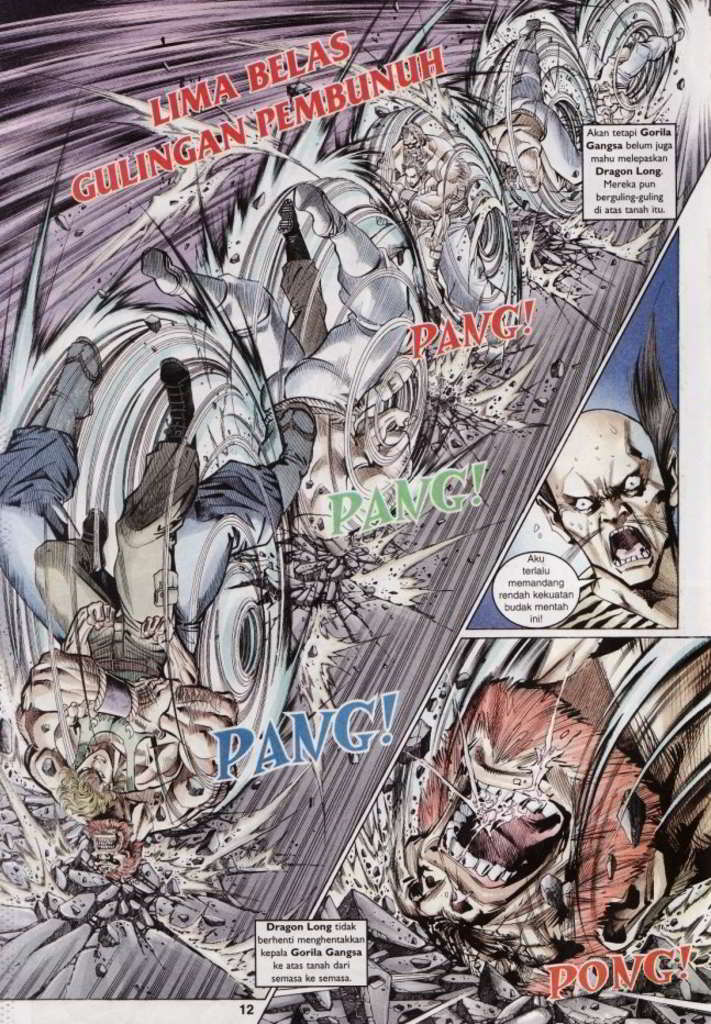 LIMA BELAS
GULINGAN PEMBUNUH
Akan tetapi Gorila
Gangsa belum juga
mahu melepaskan
Dragon Long.
Mereka pun
berguling-guling
di atas tanah itu.
PANG!
PANG!
Aku
terlalu
memandang
rendah kekuatan
budak mentah
ini!
PANG!
Dragon Long tidak
berhenti menghentakkan
kepala Gorila Gangsa
ke atas tanah dari
semasa ke semasa.
PONG!
12